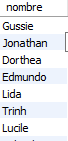 nombre
Gussie
Jonathan
Dorthea
Edmundo
Lida
Trinh
Lucile